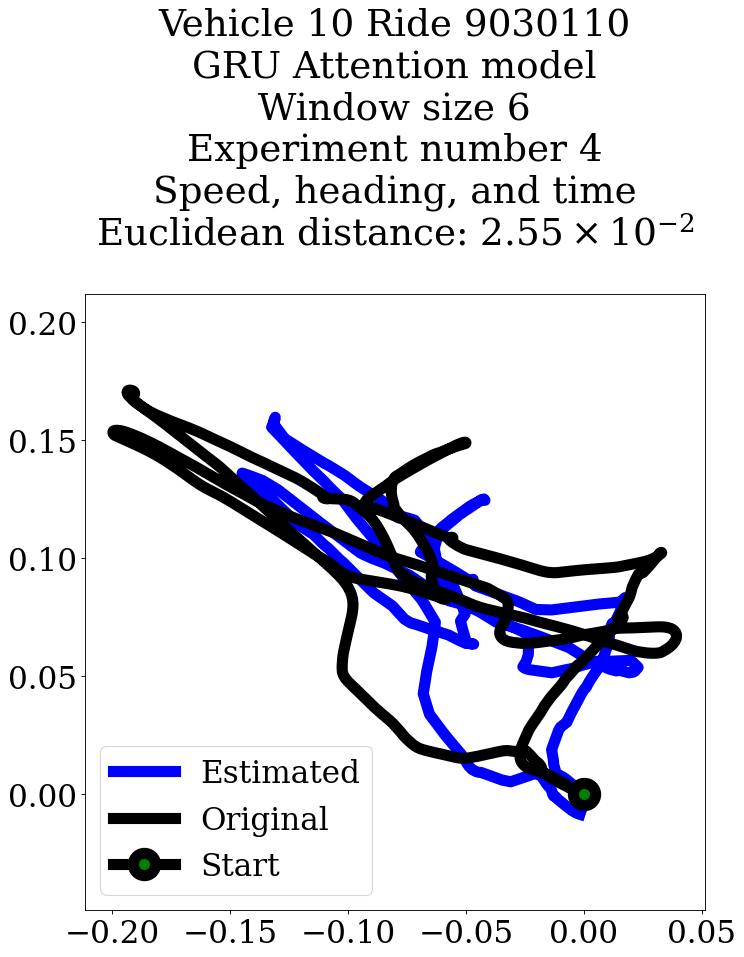 Vehicle 10 Ride 9030110
GRU Attention model
Window size 6
Experiment number 4
Speed, heading, and time
Euclidean distance: 2.55 × 10⁻²
0.20
0.15
0.10
0.05
0.00
Estimated
Original
Start
−0.20 −0.15 −0.10 −0.05 0.00 0.05